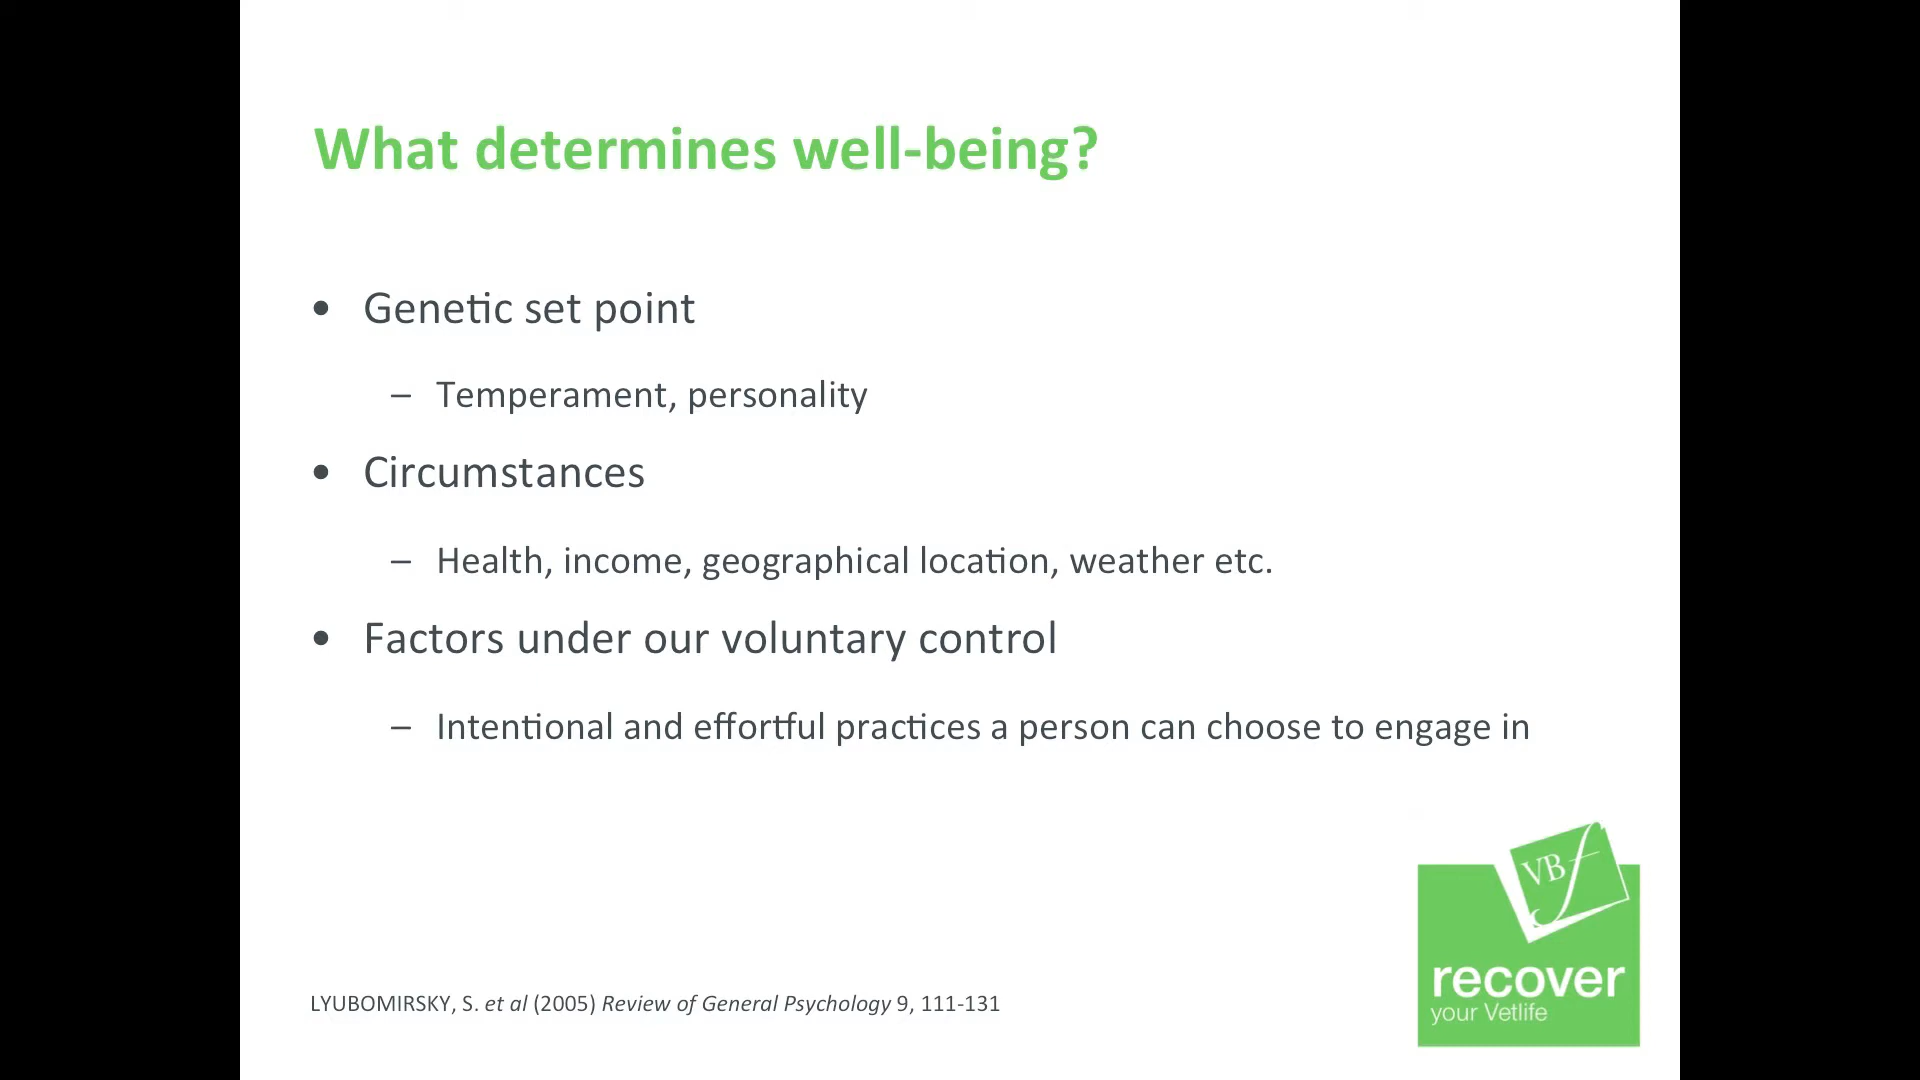 What determines well-being?
• Genetic set point
– Temperament, personality
• Circumstances
– Health, income, geographical location, weather etc.
• Factors under our voluntary control
– Intentional and effortful practices a person can choose to engage in
VBf
recover
your Vetlife
LYUBOMIRSKY, S. et al (2005) Review of General Psychology 9, 111-131